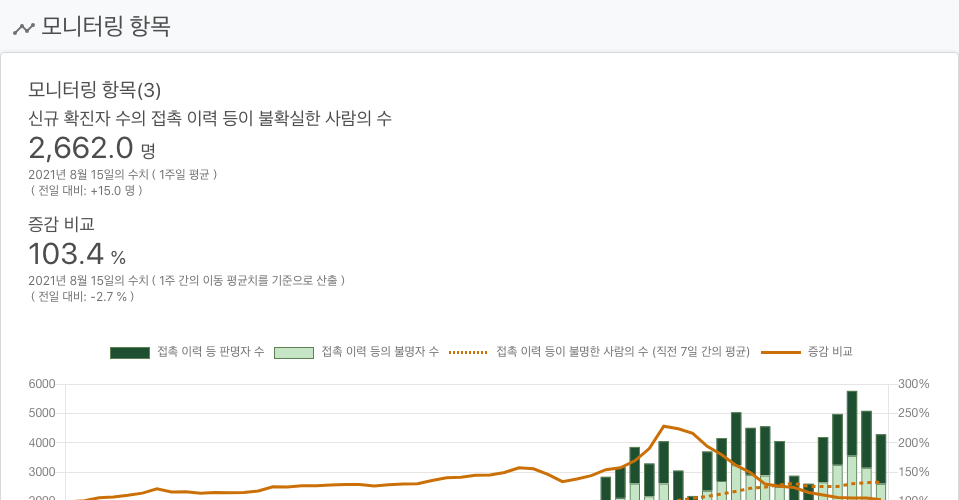 모니터링 항목
모니터링 항목(3)
신규 확진자 수의 접촉 이력 등이 불확실한 사람의 수
2,662.0 명
2021년 8월 15일의 수치 ( 1주일 평균 )
( 전일 대비: +15.0 명 )
증감 비교
103.4 %
2021년 8월 15일의 수치 ( 1주 간의 이동 평균치를 기준으로 산출 )
( 전일 대비: -2.7 % )
접촉 이력 등 판명자 수 접촉 이력 등의 불명자 수 접촉 이력 등이 불명한 사람의 수 (직전 7일 간의 평균) 증감 비교
6000 300%
5000 250%
4000 200%
3000 150%
2000 100%